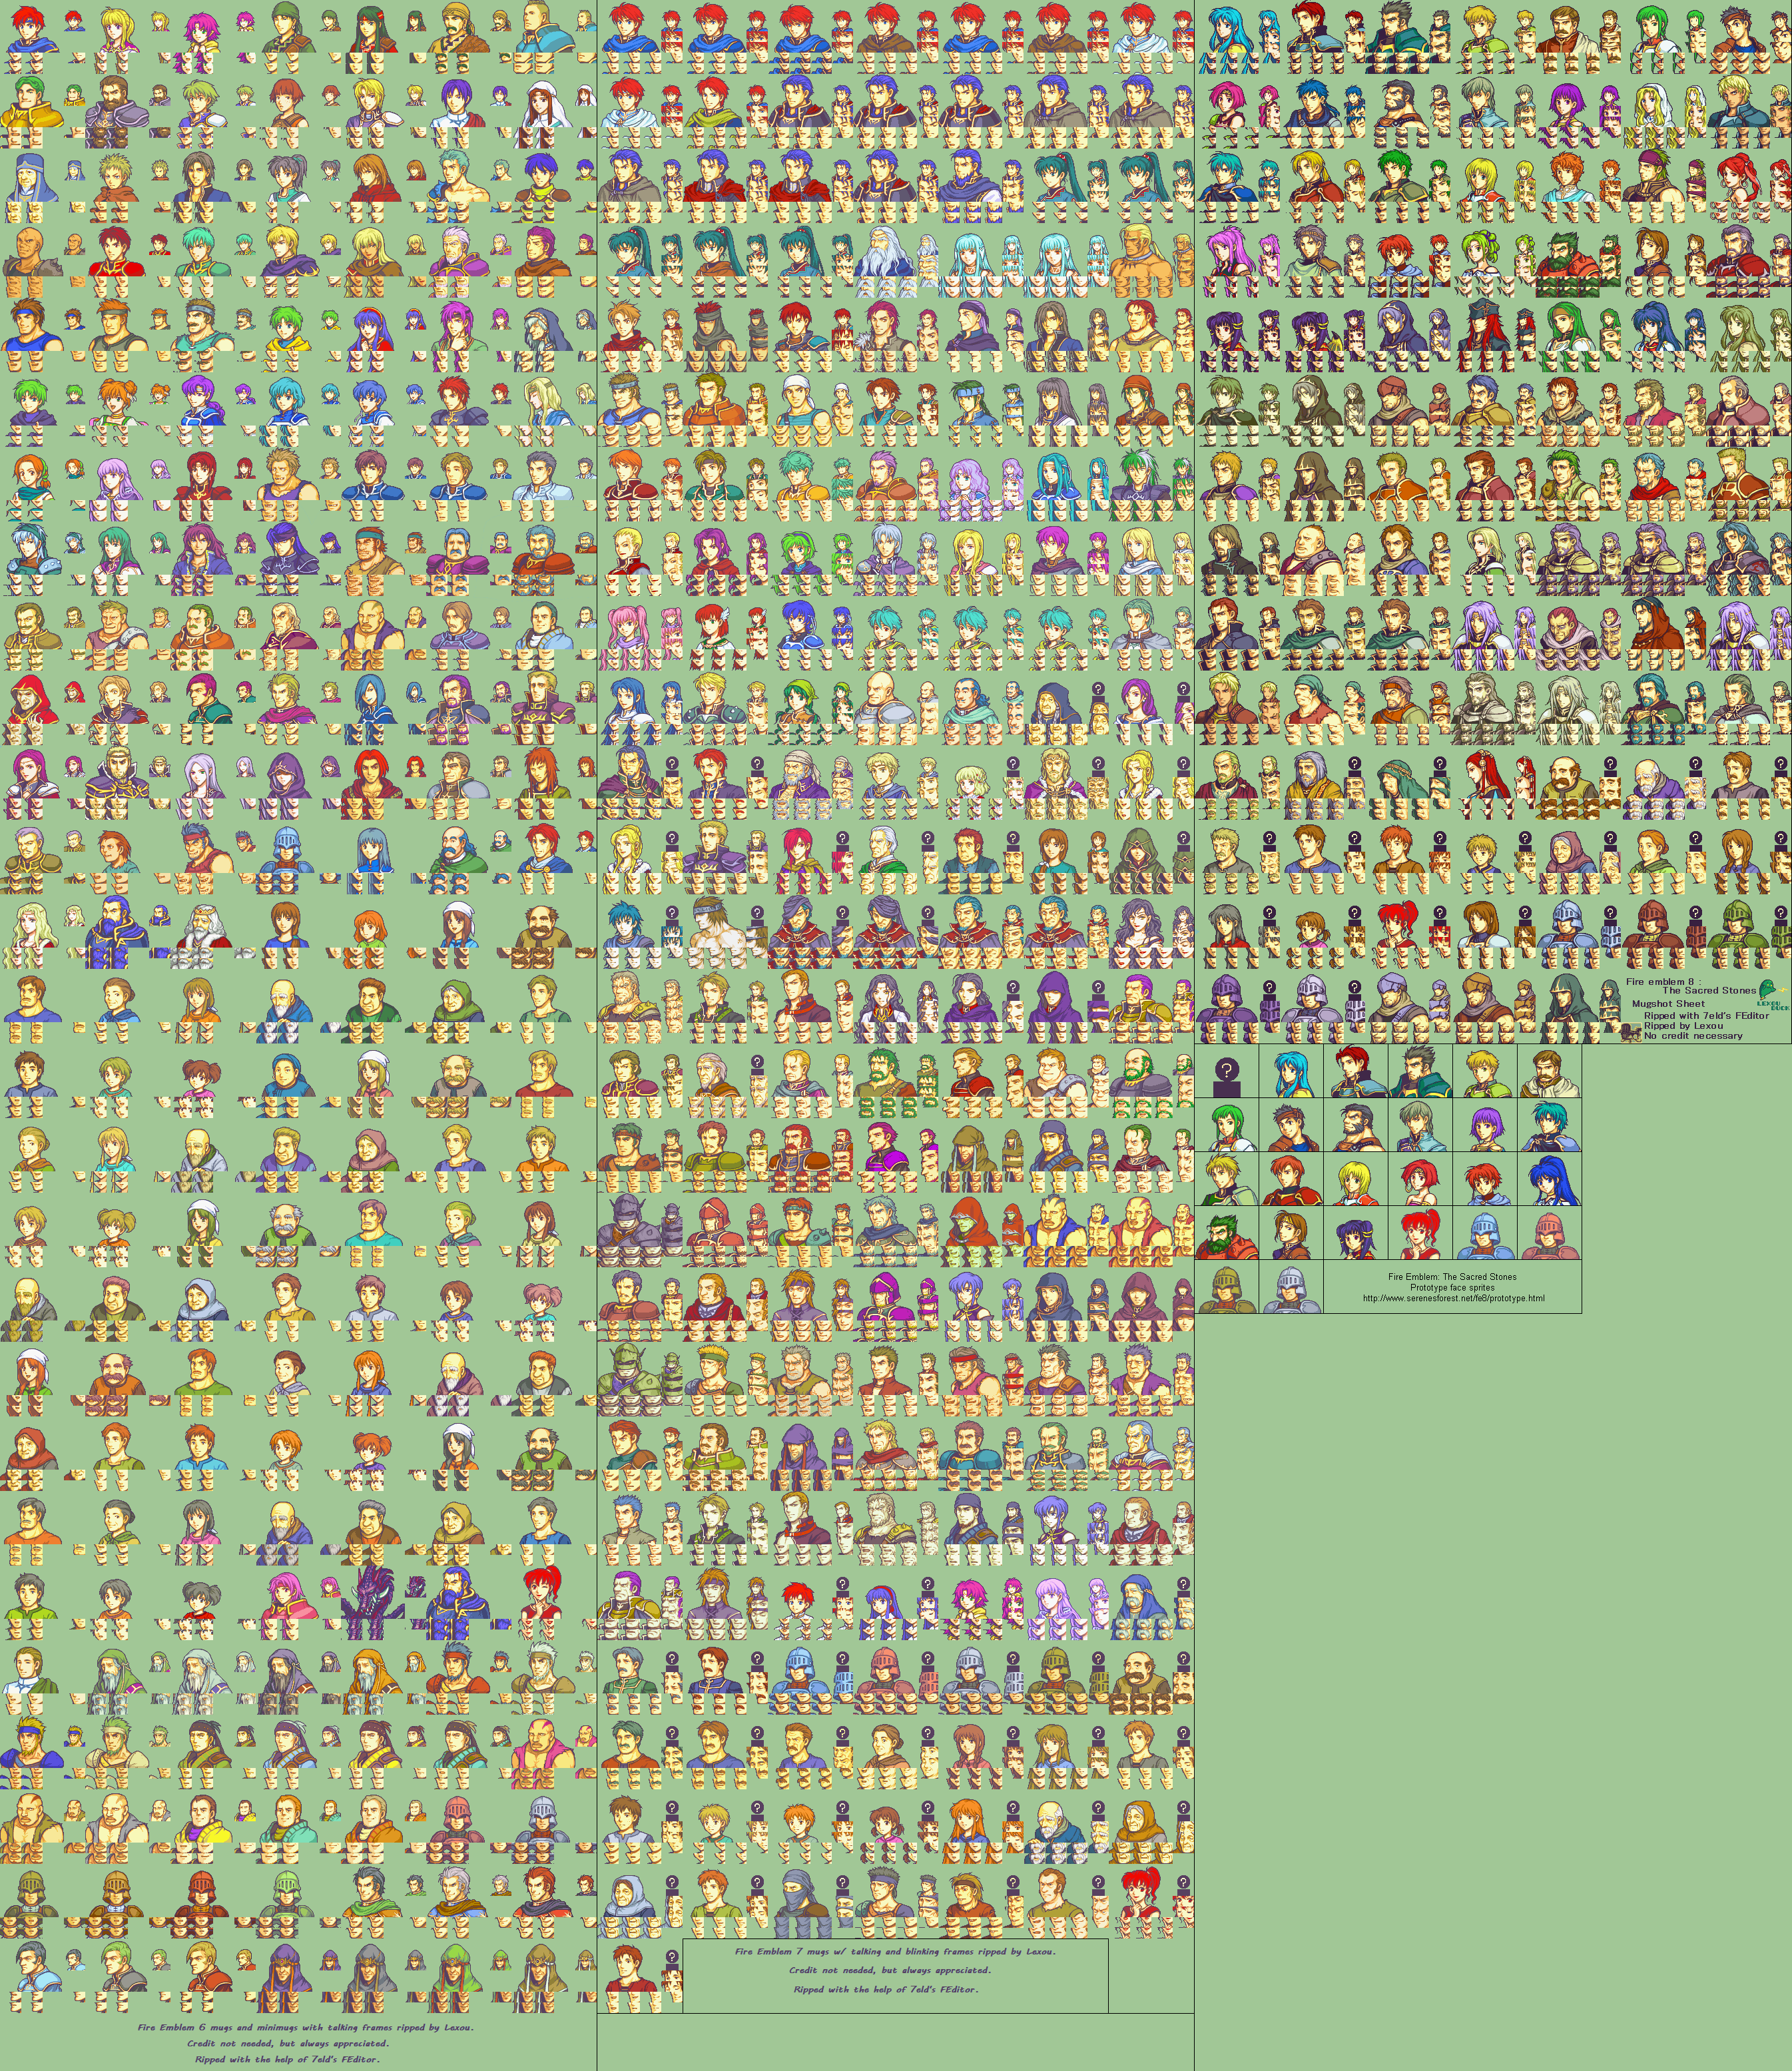 Fire emblem 8 :
The Sacred Stones
Mugshot Sheet
Ripped with 7eld's FEditor
Ripped by Lexou
No credit necessary
LEXOU
DUCK
Fire Emblem: The Sacred Stones
Prototype face sprites
http://www.serenesforest.net/fe8/prototype.html
Fire Emblem 7 mugs w/ talking and blinking frames ripped by Lexou.
Credit not needed, but always appreciated.
Ripped with the help of 7eld's FEditor.
Fire Emblem 6 mugs and minimugs with talking frames ripped by Lexou.
Credit not needed, but always appreciated.
Ripped with the help of 7eld's FEditor.